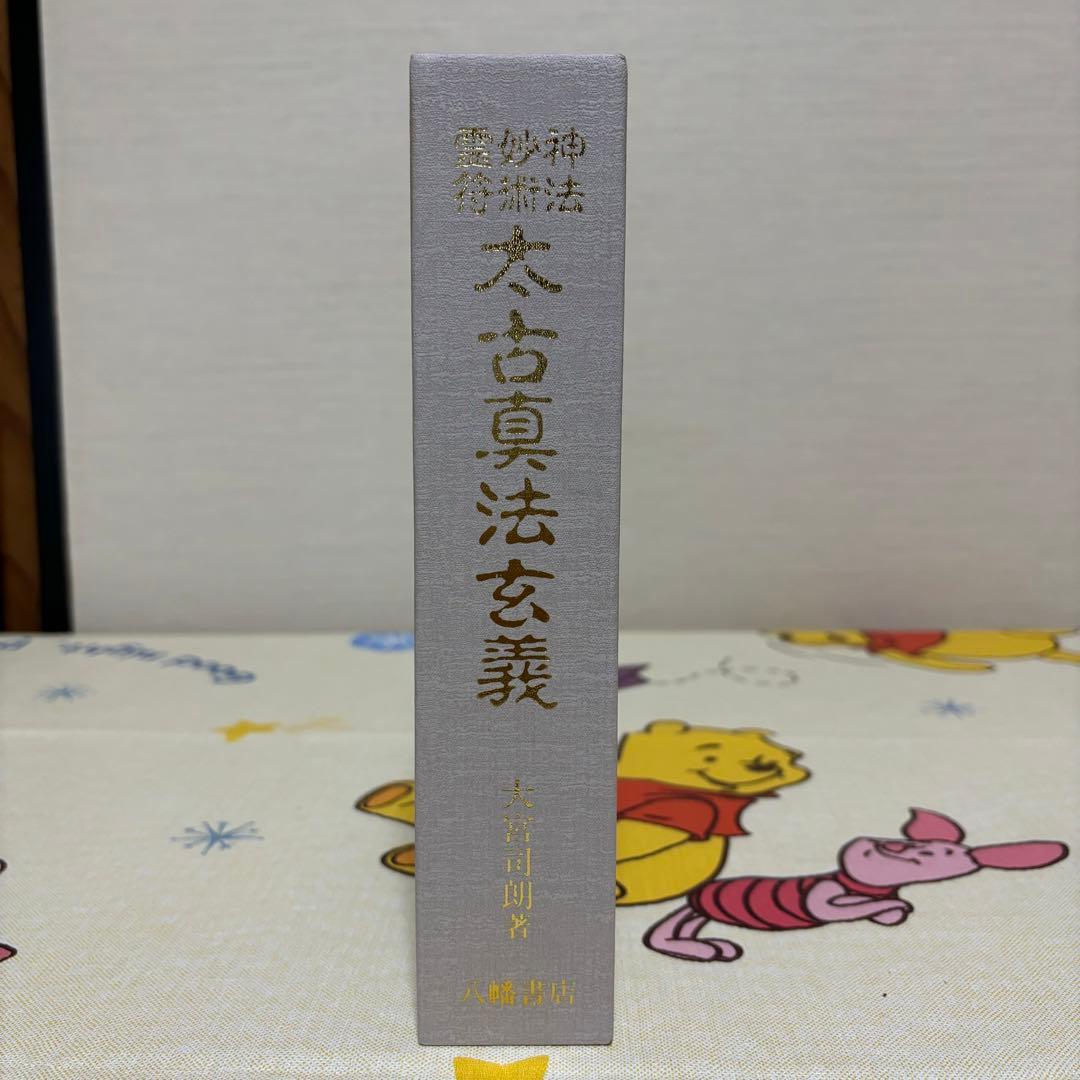 神法
妙術
霊符
太古真法玄義
大宮司朗著
八幡書店